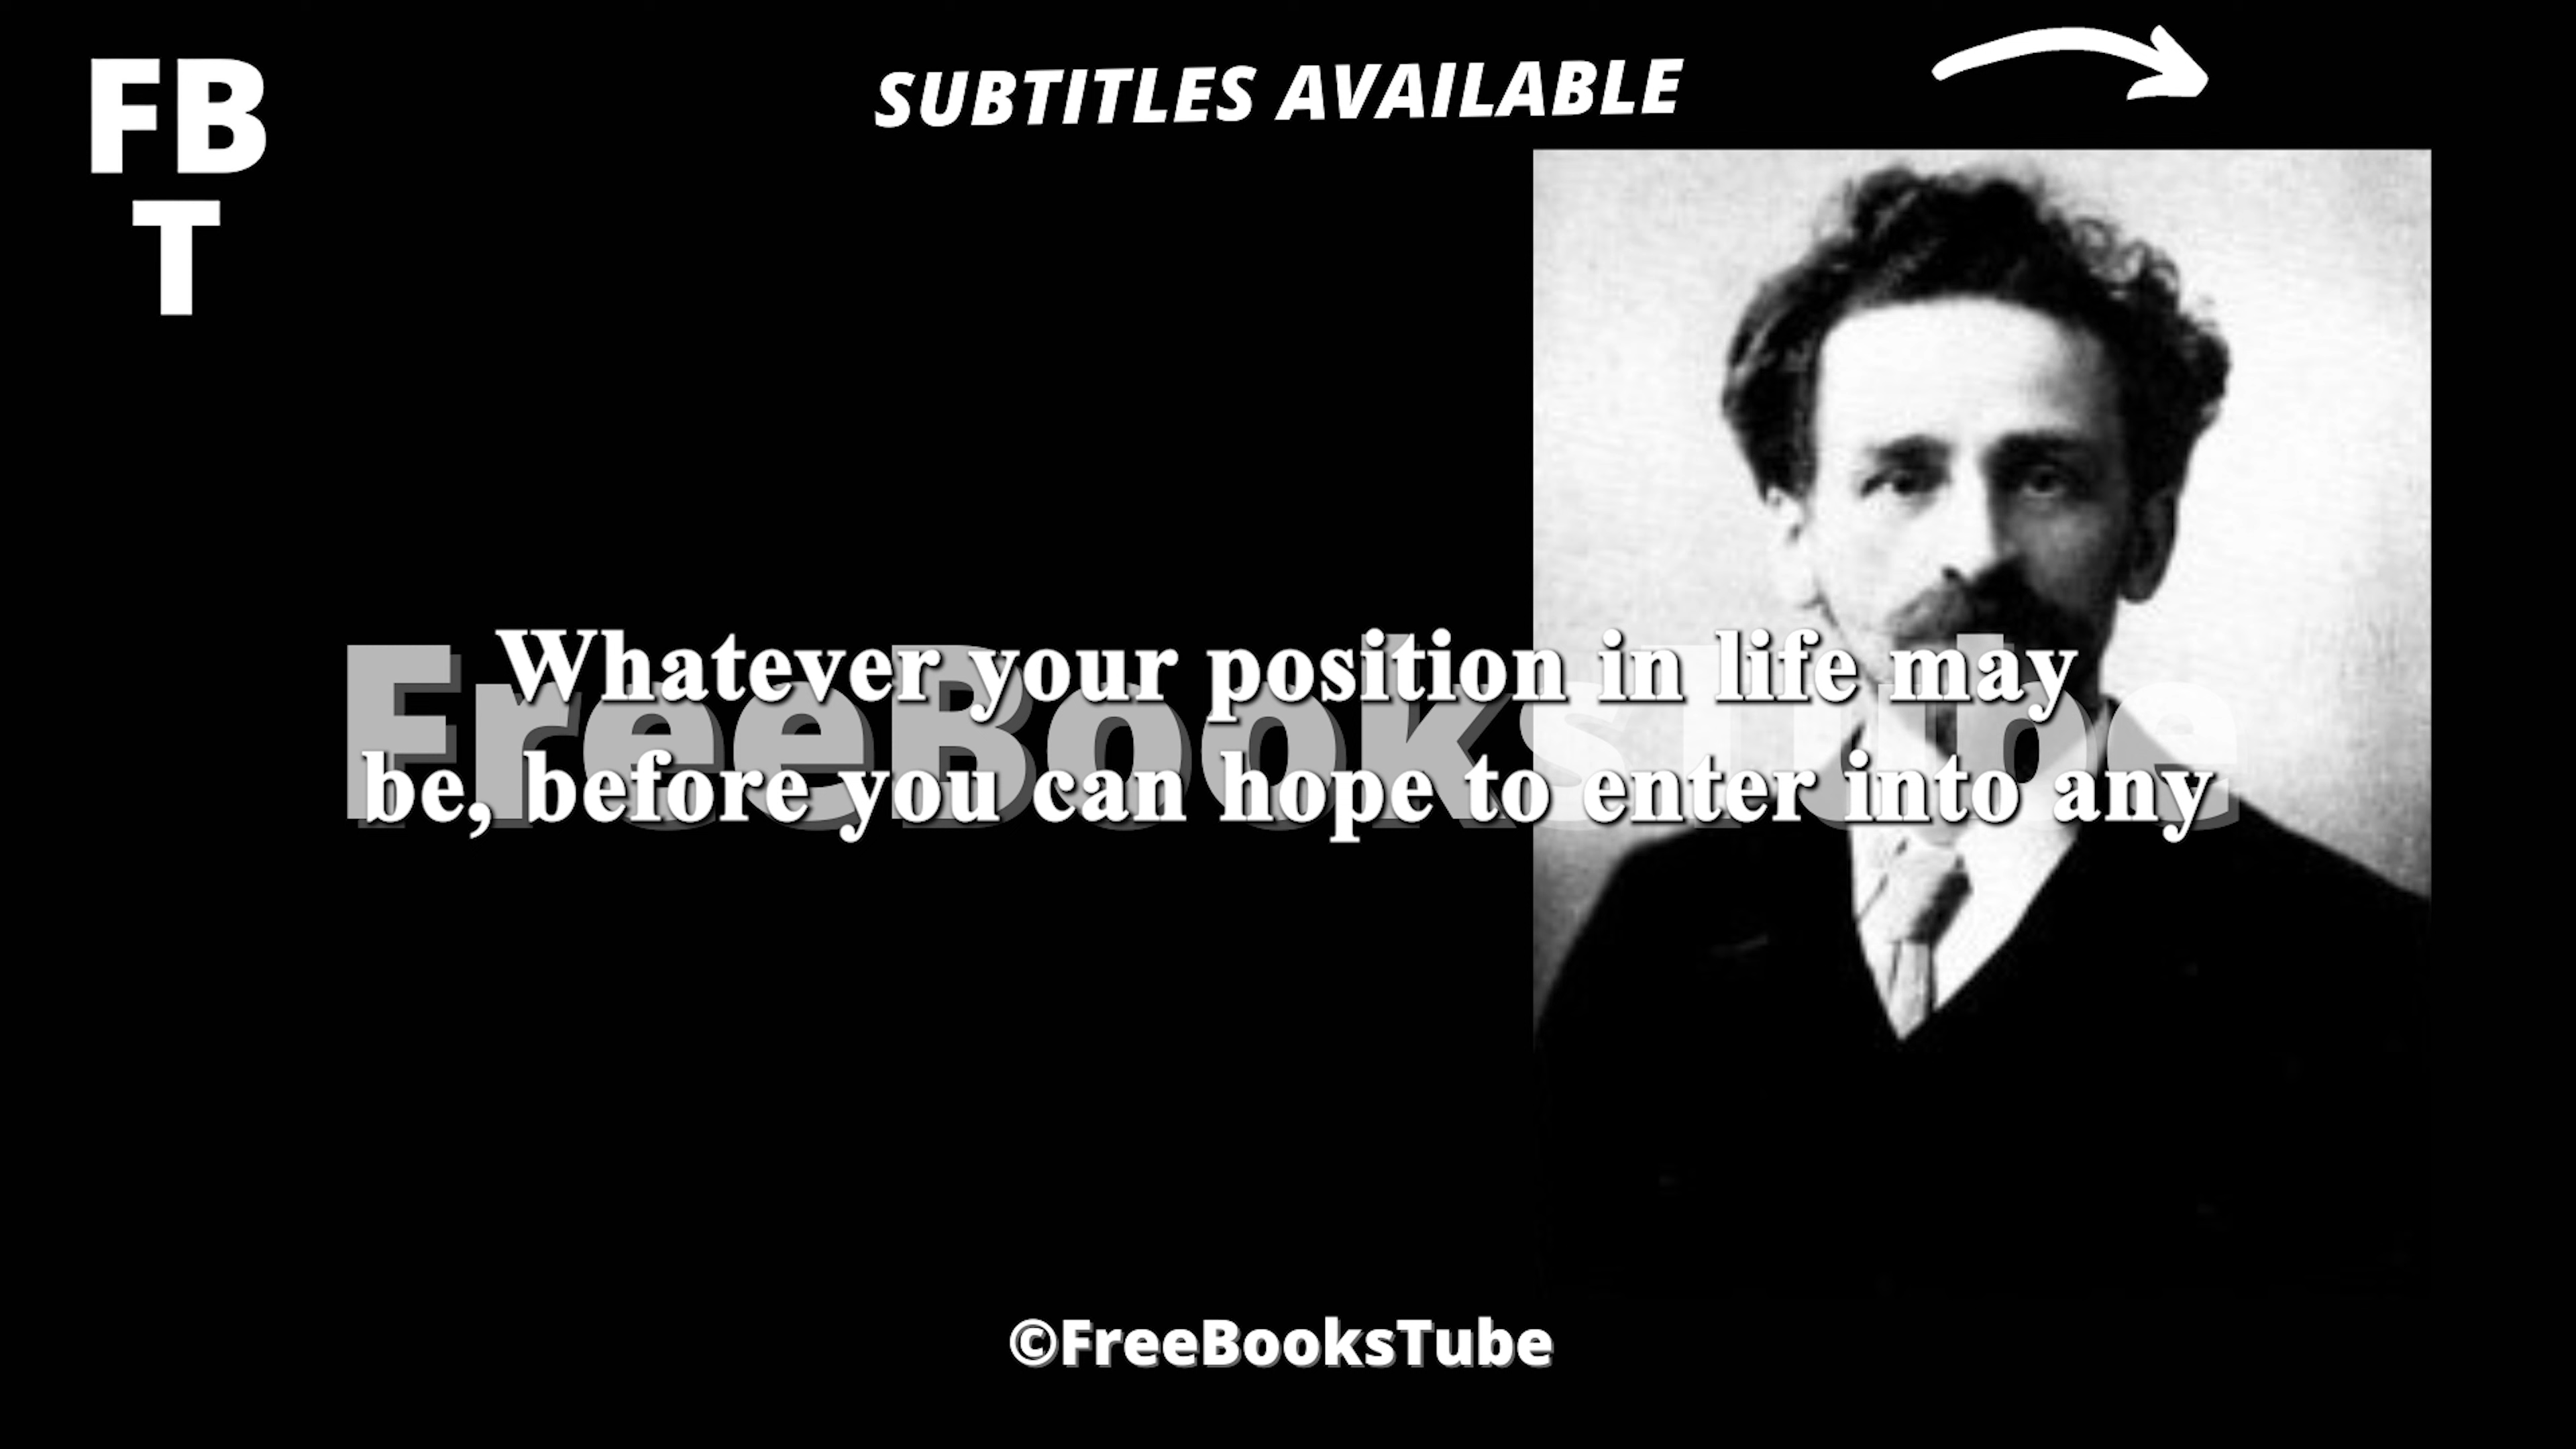 FB
T
SUBTITLES AVAILABLE
FreeBooksTube
Whatever your position in life may
be, before you can hope to enter into any
©FreeBooksTube